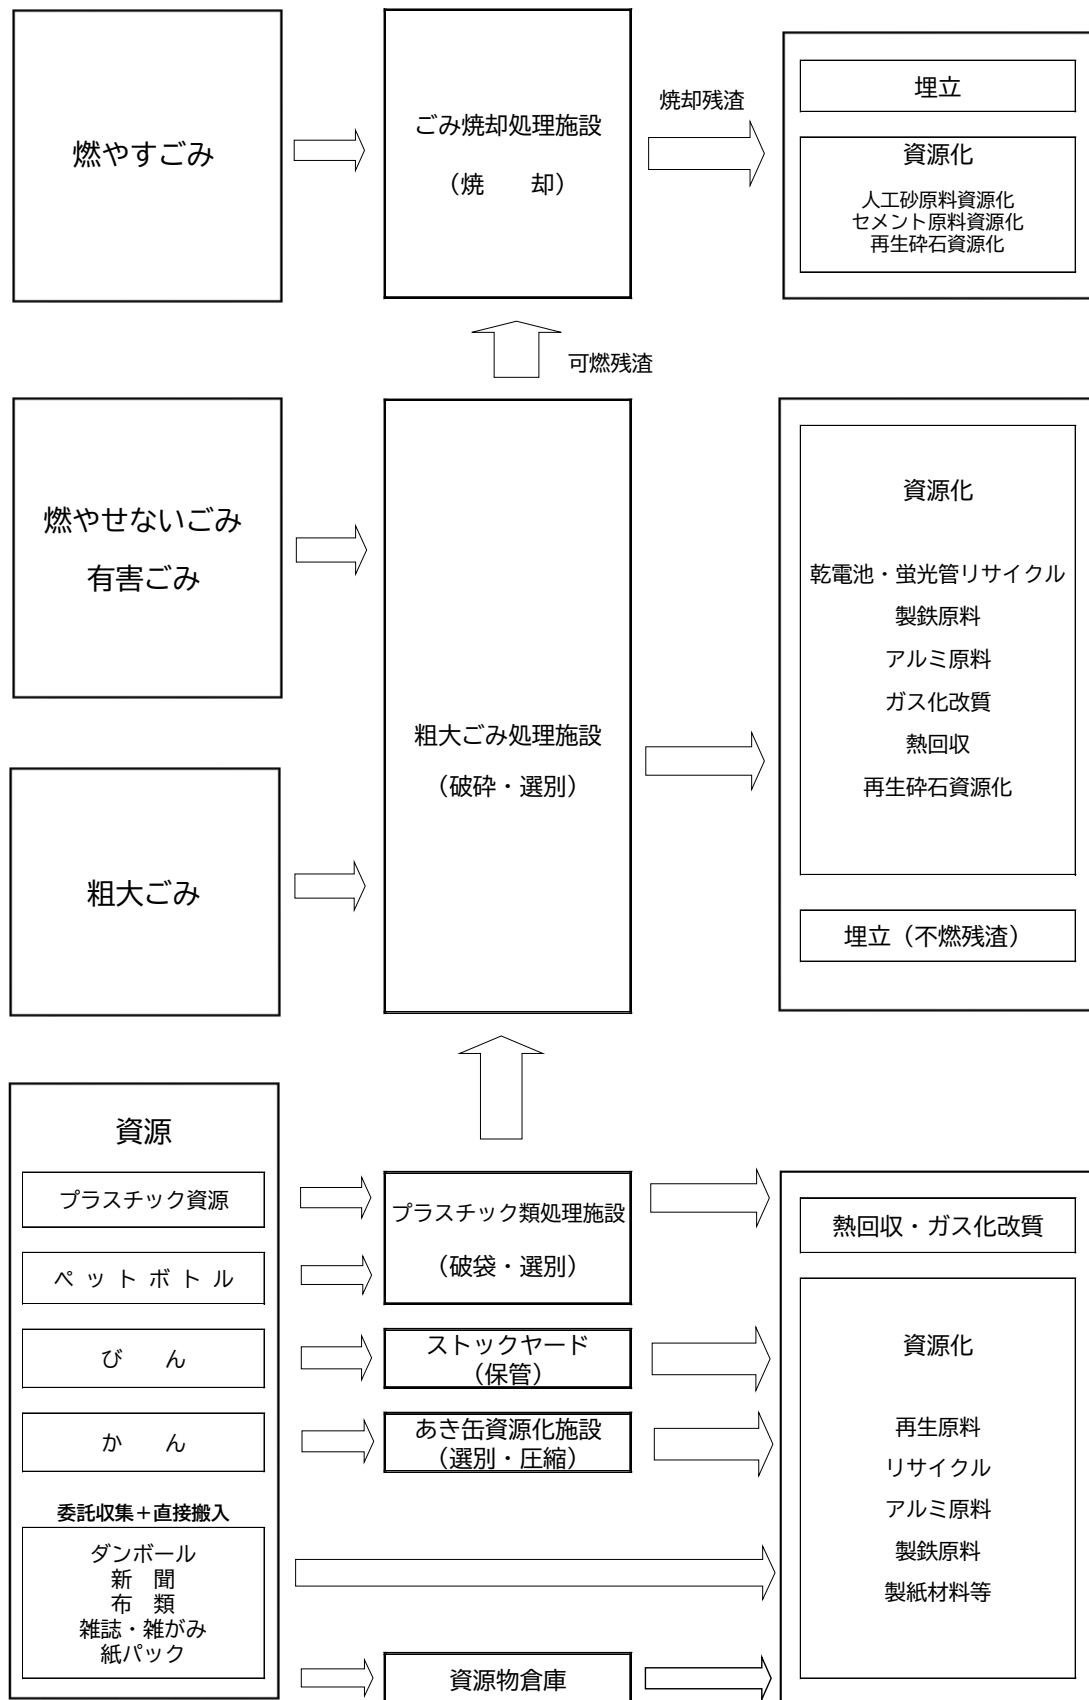 燃やすごみ
ごみ焼却処理施設
（焼　　却）
焼却残渣
埋立
資源化
人工砂原料資源化
セメント原料資源化
再生砕石資源化
可燃残渣
燃やせないごみ
有害ごみ
粗大ごみ
粗大ごみ処理施設
（破砕・選別）
資源化
乾電池・蛍光管リサイクル
製鉄原料
アルミ原料
ガス化改質
熱回収
再生砕石資源化
埋立（不燃残渣）
資源
プラスチック資源
ペットボトル
び　ん
か　ん
委託収集＋直接搬入
ダンボール
新　聞
布　類
雑誌・雑がみ
紙パック
プラスチック類処理施設
（破袋・選別）
ストックヤード
（保管）
あき缶資源化施設
（選別・圧縮）
資源物倉庫
熱回収・ガス化改質
資源化
再生原料
リサイクル
アルミ原料
製鉄原料
製紙材料等